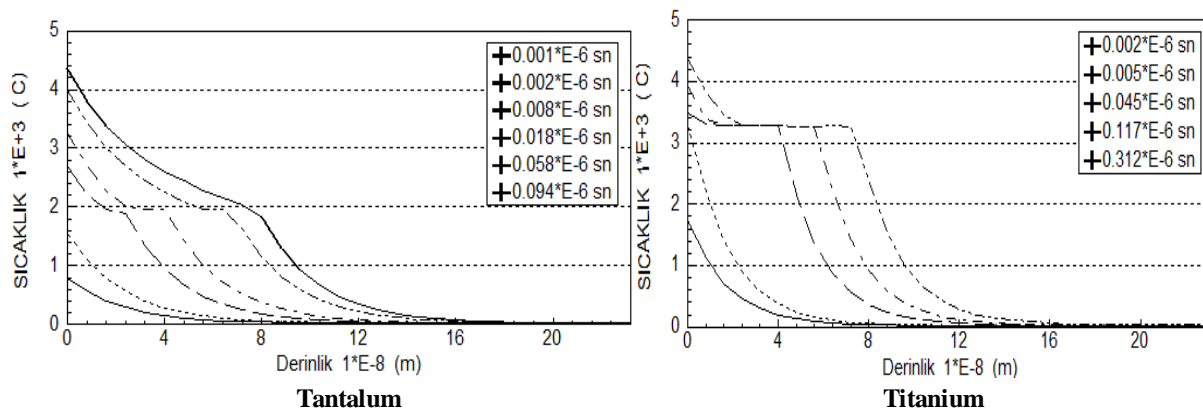 5
4
3
2
1
0
SICAKLIK 1*E+3 ( C)
0.001*E-6 sn
0.002*E-6 sn
0.008*E-6 sn
0.018*E-6 sn
0.058*E-6 sn
0.094*E-6 sn
0 4 8 12 16 20
Derinlik 1*E-8 (m)
Tantalum
5
4
3
2
1
0
SICAKLIK 1*E+3 ( C)
0.002*E-6 sn
0.005*E-6 sn
0.045*E-6 sn
0.117*E-6 sn
0.312*E-6 sn
0 4 8 12 16 20
Derinlik 1*E-8 (m)
Titanium